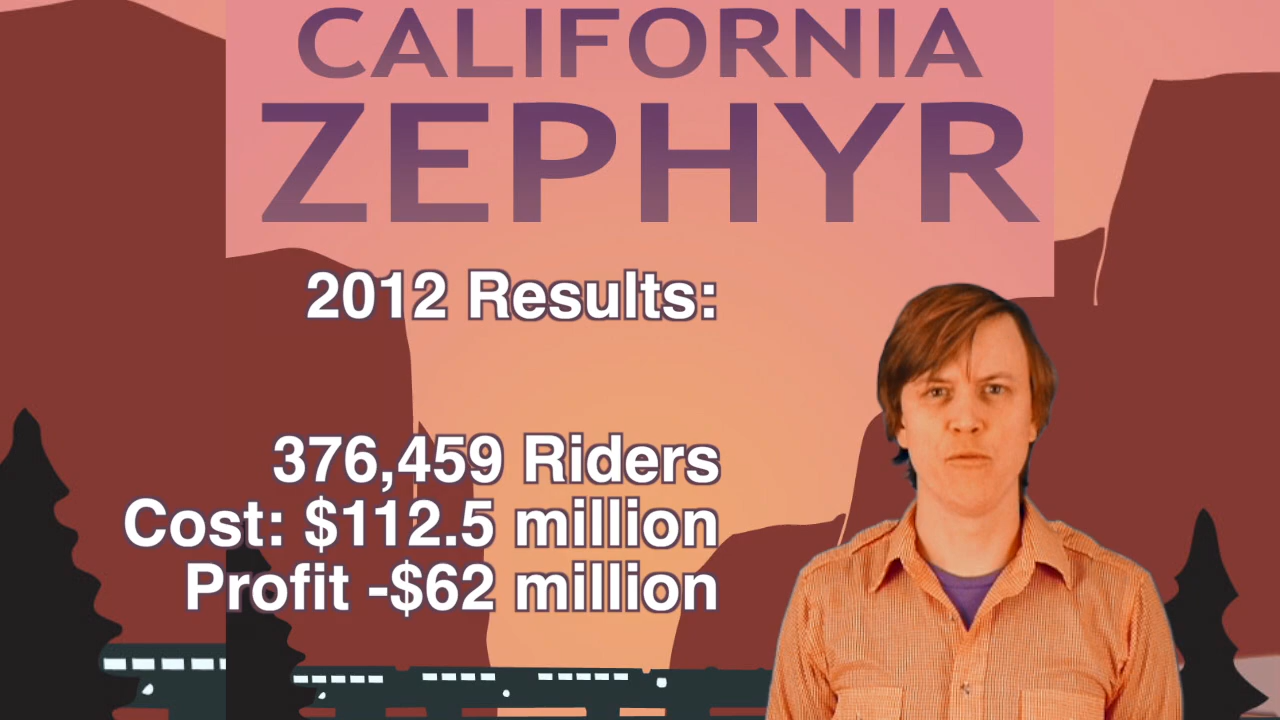 CALIFORNIA
ZEPHYR
2012 Results:
376,459 Riders
Cost: $112.5 million
Profit -$62 million